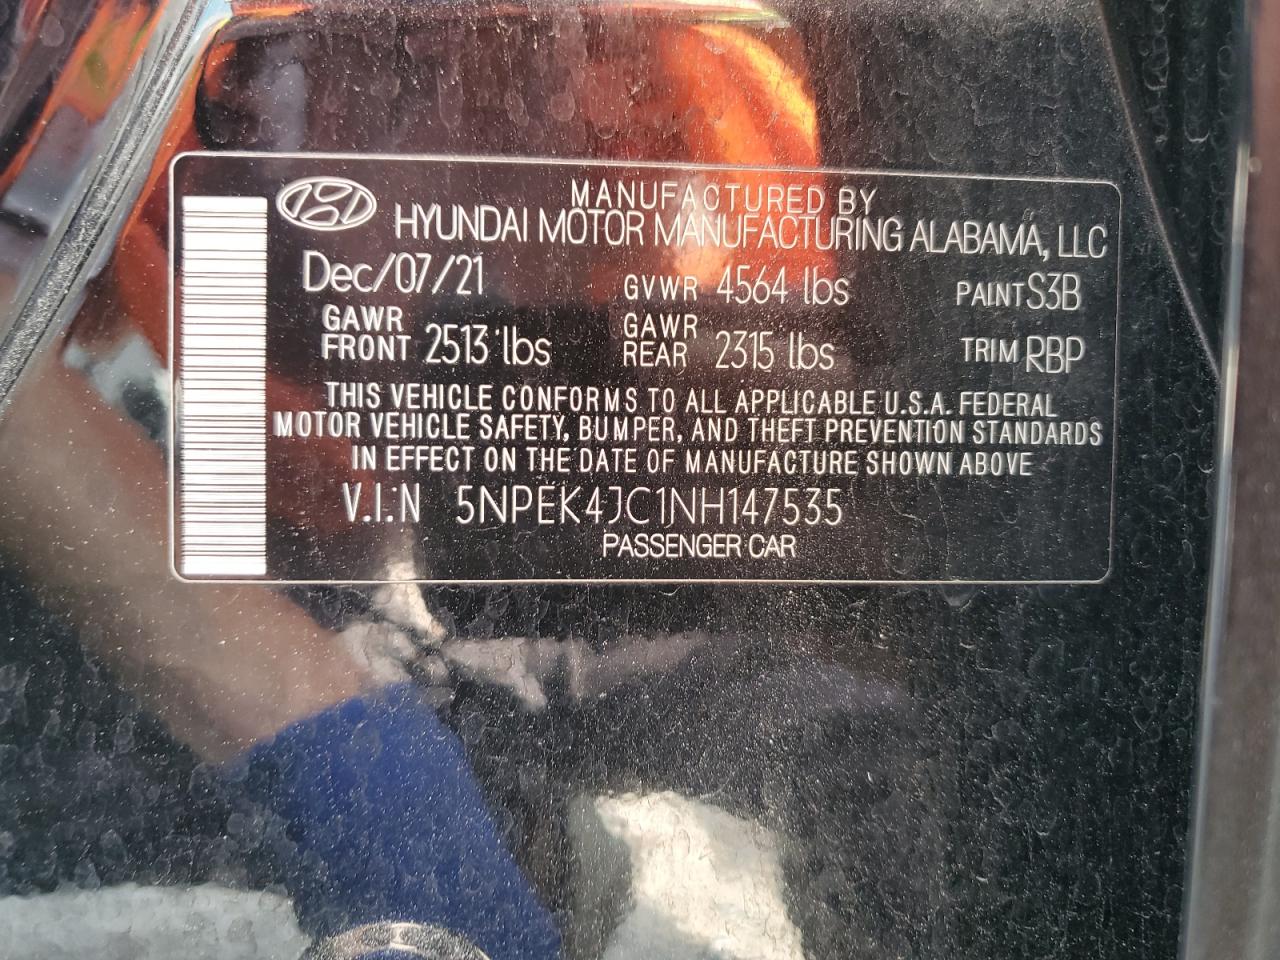 MANUFACTURED BY
HYUNDAI MOTOR MANUFACTURING ALABAMA, LLC
Dec/07/21 GVWR 4564 lbs PAINT S3B
GAWR FRONT 2513 lbs GAWR REAR 2315 lbs TRIM RBP
THIS VEHICLE CONFORMS TO ALL APPLICABLE U.S.A. FEDERAL
MOTOR VEHICLE SAFETY, BUMPER, AND THEFT PREVENTION STANDARDS
IN EFFECT ON THE DATE OF MANUFACTURE SHOWN ABOVE
V.I.N 5NPEK4JC1NH147535
PASSENGER CAR